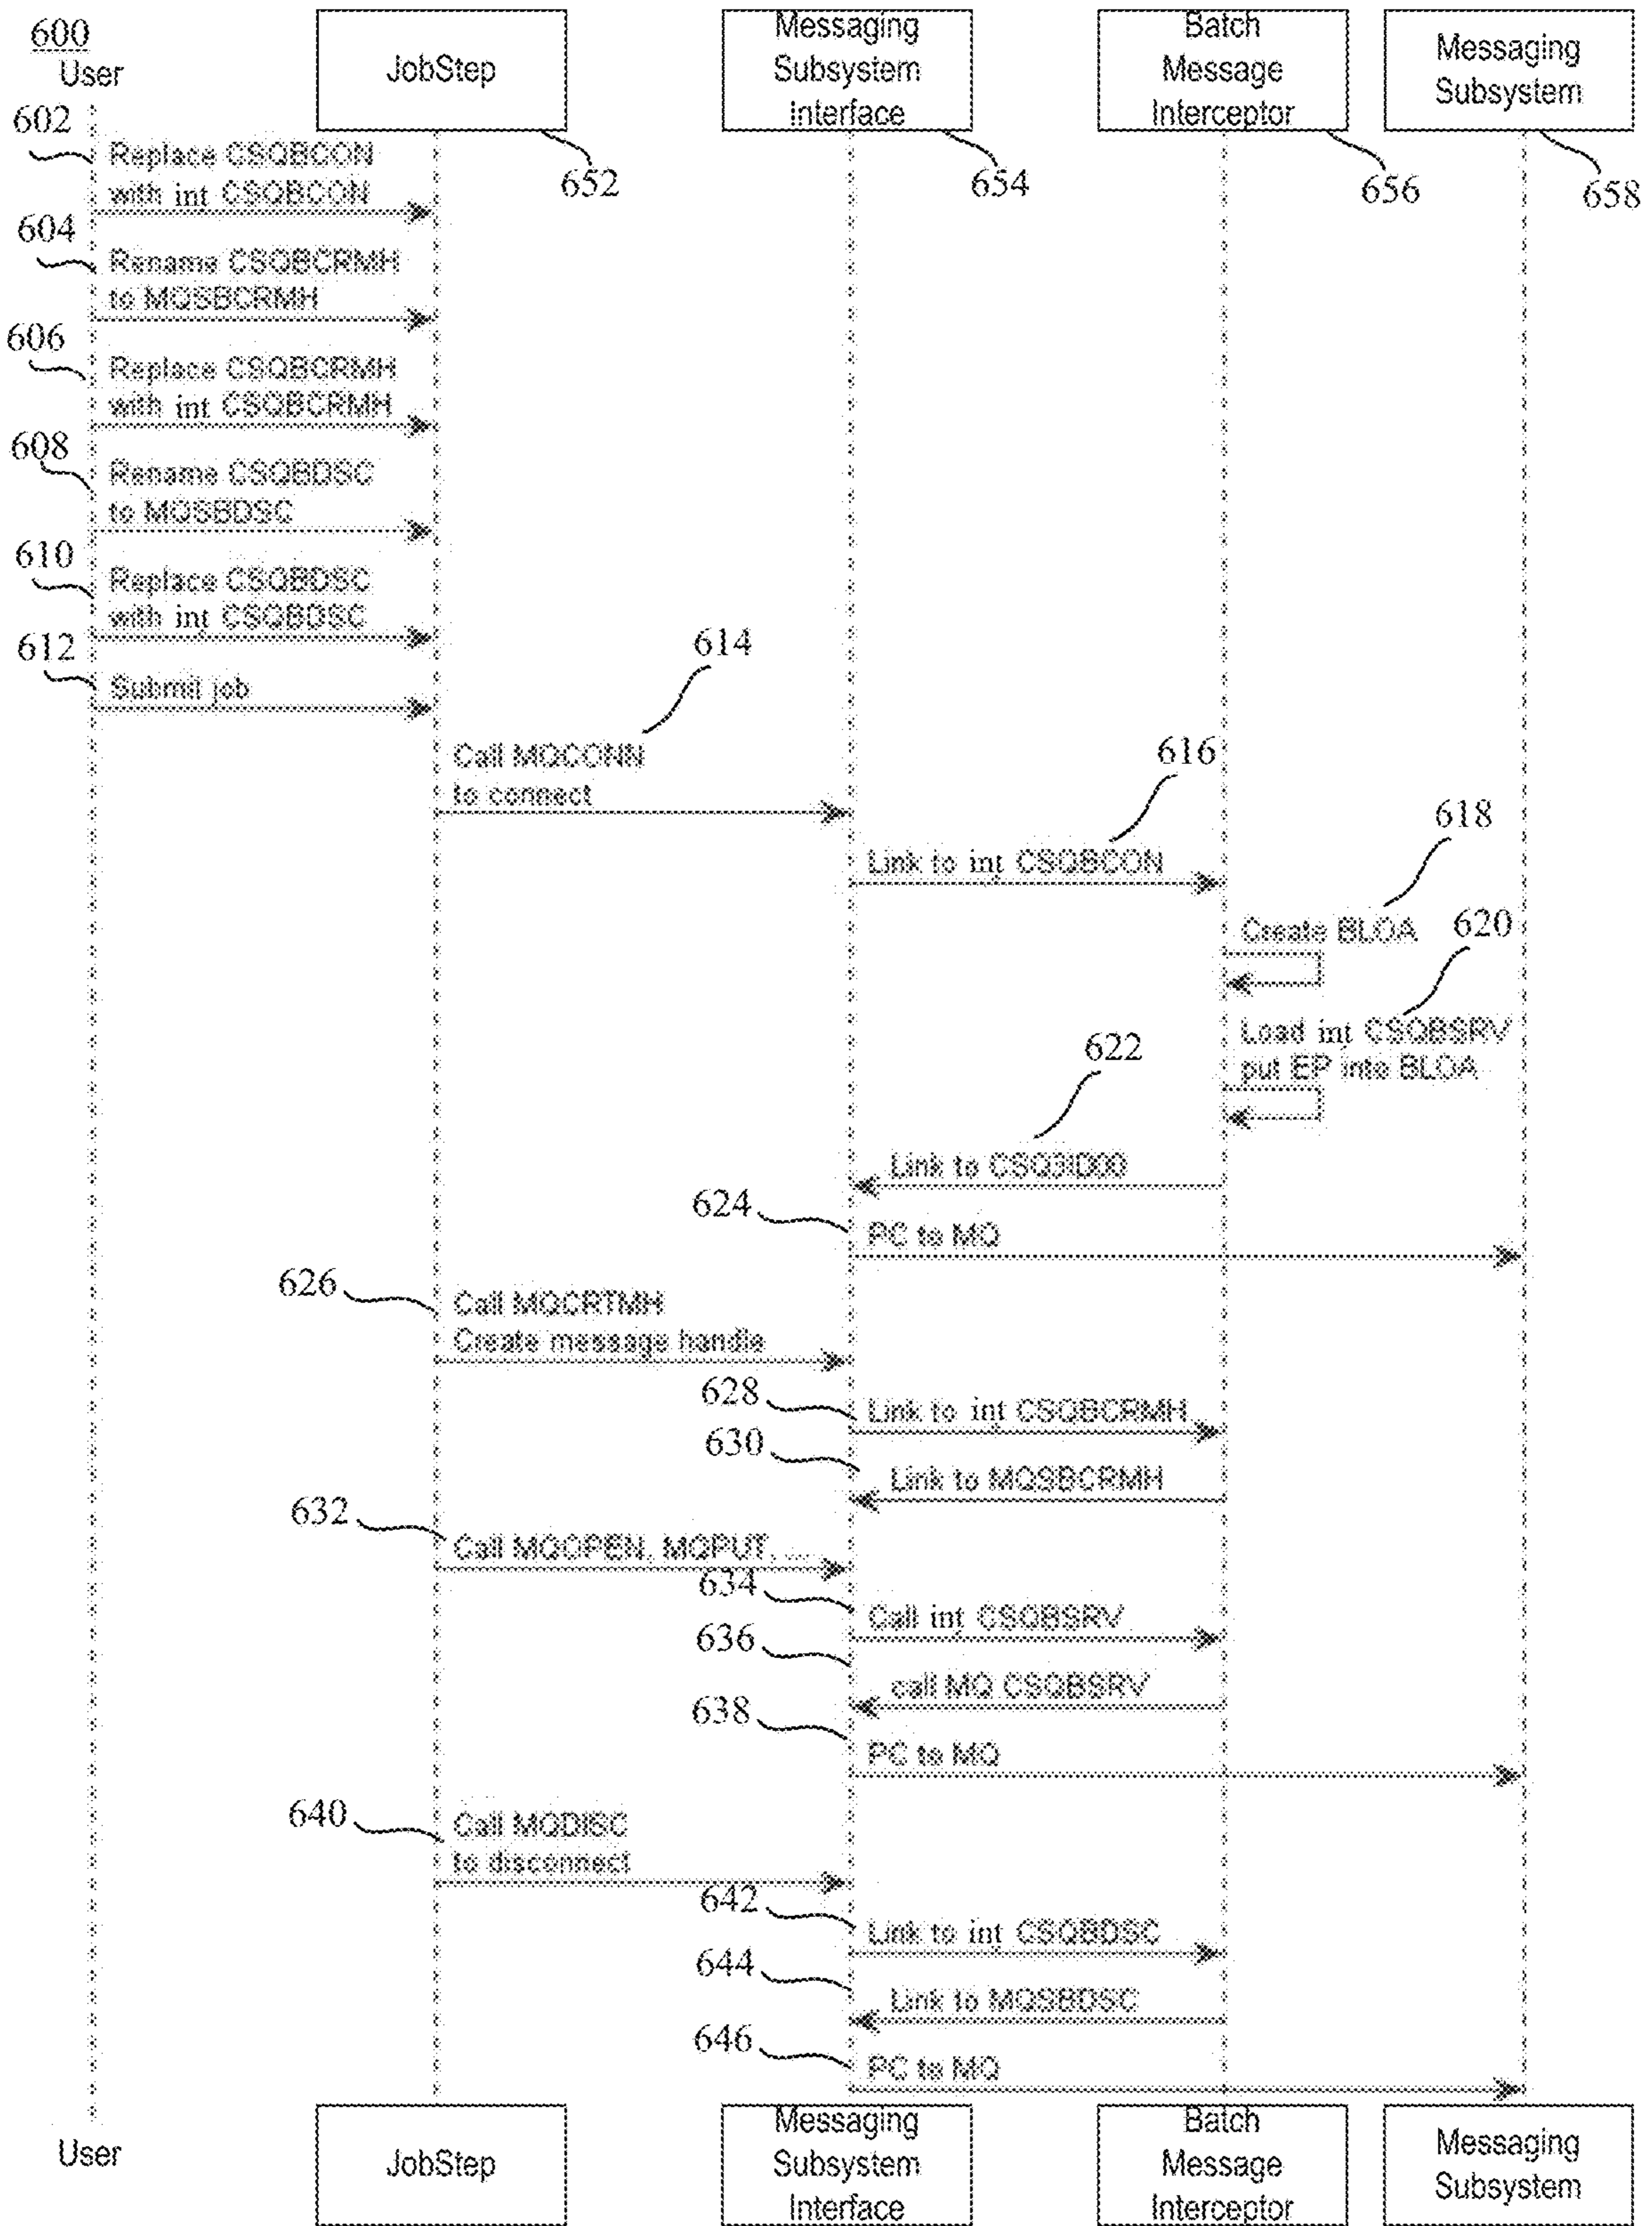 600
User
JobStep
Messaging
Subsystem
Interface
Batch
Message
Interceptor
Messaging
Subsystem
652
654
656
658
602
Replace CSQBCON
with int CSQBCON
604
Rename CSQBCRMH
to MQSBCRMH
606
Replace CSQBCRMH
with int CSQBCRMH
608
Rename CSQBDSC
to MQSBDSC
610
Replace CSQBDSC
with int CSQBDSC
612
Submit job
614
Call MQCONN
to connect
616
Link to int CSQBCON
618
Create BLOA
620
Load int CSQBSRV
put EP into BLOA
622
Link to CSQ3ID00
624
PC to MQ
626
Call MQCRTMH
Create message handle
628
Link to int CSQBCRMH
630
Link to MQSBCRMH
632
Call MQOPEN, MQPUT, ...
634
Call int CSQBSRV
636
call MQ CSQBSRV
638
PC to MQ
640
Call MQDISC
to disconnect
642
Link to int CSQBDSC
644
Link to MQSBDSC
646
PC to MQ
User
JobStep
Messaging
Subsystem
Interface
Batch
Message
Interceptor
Messaging
Subsystem